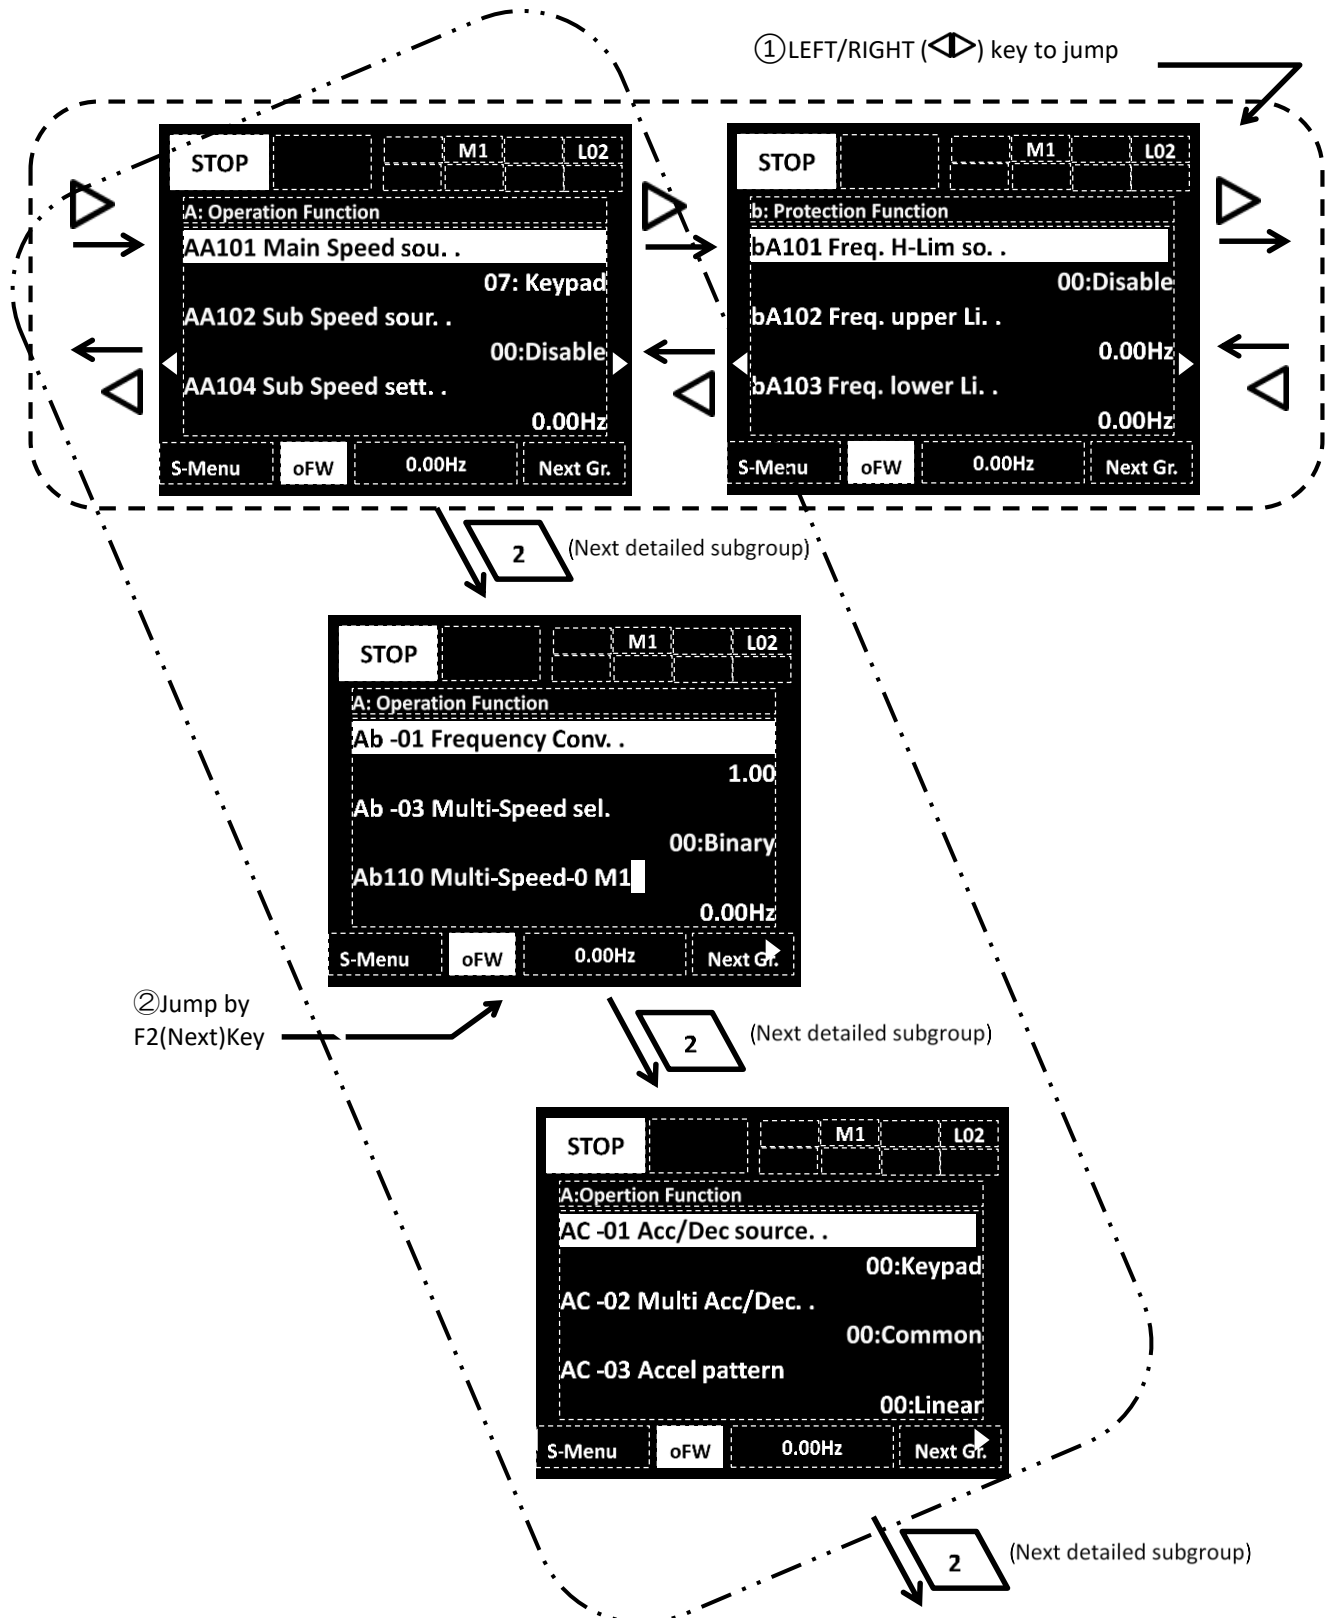 ①LEFT/RIGHT (◁▷) key to jump
STOP
M1
L02
A: Operation Function
AA101 Main Speed sou. .
07: Keypad
AA102 Sub Speed sour. .
00:Disable
AA104 Sub Speed sett. .
0.00Hz
S-Menu
oFW
0.00Hz
Next Gr.
STOP
M1
L02
b: Protection Function
bA101 Freq. H-Lim so. .
00:Disable
bA102 Freq. upper Li. .
0.00Hz
bA103 Freq. lower Li. .
0.00Hz
S-Menu
oFW
0.00Hz
Next Gr.
2
(Next detailed subgroup)
STOP
M1
L02
A: Operation Function
Ab -01 Frequency Conv. .
1.00
Ab -03 Multi-Speed sel.
00:Binary
Ab110 Multi-Speed-0 M1
0.00Hz
S-Menu
oFW
0.00Hz
Next Gr.
②Jump by
F2(Next)Key
2
(Next detailed subgroup)
STOP
M1
L02
A:Opertion Function
AC -01 Acc/Dec source. .
00:Keypad
AC -02 Multi Acc/Dec. .
00:Common
AC -03 Accel pattern
00:Linear
S-Menu
oFW
0.00Hz
Next Gr.
2
(Next detailed subgroup)